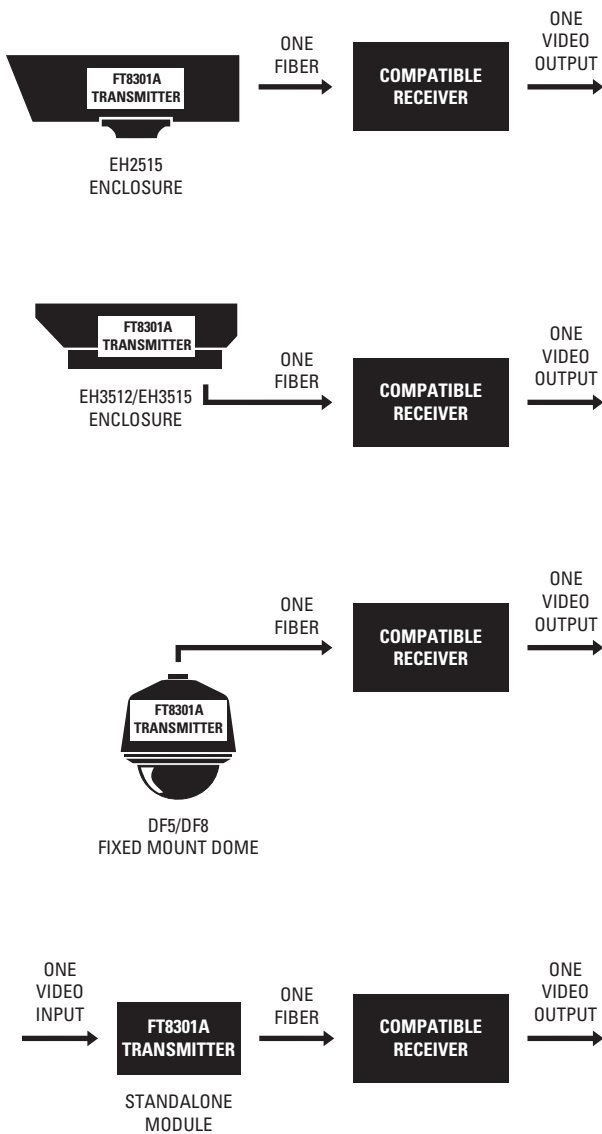 ONE
FIBER
ONE
VIDEO
OUTPUT
FT8301A
TRANSMITTER
COMPATIBLE
RECEIVER
EH2515
ENCLOSURE
FT8301A
TRANSMITTER
ONE
FIBER
ONE
VIDEO
OUTPUT
EH3512/EH3515
ENCLOSURE
COMPATIBLE
RECEIVER
ONE
FIBER
ONE
VIDEO
OUTPUT
COMPATIBLE
RECEIVER
FT8301A
TRANSMITTER
DF5/DF8
FIXED MOUNT DOME
ONE
VIDEO
INPUT
FT8301A
TRANSMITTER
ONE
FIBER
COMPATIBLE
RECEIVER
ONE
VIDEO
OUTPUT
STANDALONE
MODULE